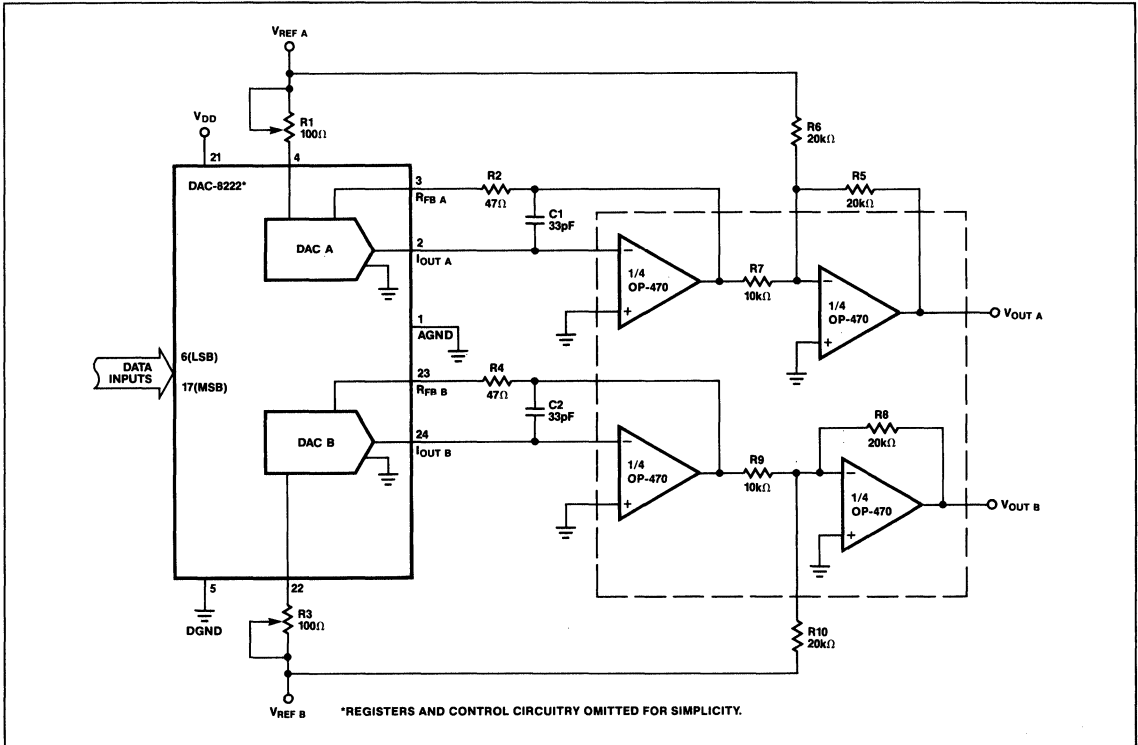 VREF A
R1
100Ω
VDD
21
4
DAC-8222*
DAC A
3
RFB A
R2
47Ω
C1
33pF
2
IOUT A
1
AGND
R6
20kΩ
R5
20kΩ
1/4
OP-470
−
+
R7
10kΩ
1/4
OP-470
−
+
VOUT A
DATA
INPUTS
6(LSB)
17(MSB)
DAC B
23
RFB B
R4
47Ω
C2
33pF
24
IOUT B
1/4
OP-470
−
+
R9
10kΩ
R8
20kΩ
1/4
OP-470
−
+
VOUT B
5
DGND
22
R3
100Ω
R10
20kΩ
VREF B
*REGISTERS AND CONTROL CIRCUITRY OMITTED FOR SIMPLICITY.